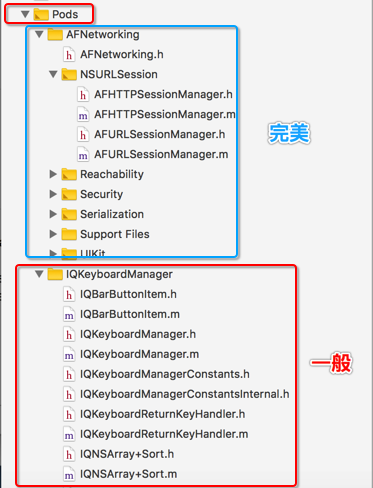 Pods
AFNetworking
h AFNetworking.h
NSURLSession
h AFHTTPSessionManager.h
m AFHTTPSessionManager.m
h AFURLSessionManager.h
m AFURLSessionManager.m
完美
Reachability
Security
Serialization
Support Files
UIKit
IQKeyboardManager
h IQBarButtonItem.h
m IQBarButtonItem.m
h IQKeyboardManager.h
m IQKeyboardManager.m
一般
h IQKeyboardManagerConstants.h
h IQKeyboardManagerConstantsInternal.h
h IQKeyboardReturnKeyHandler.h
m IQKeyboardReturnKeyHandler.m
h IQNSArray+Sort.h
m IQNSArray+Sort.m